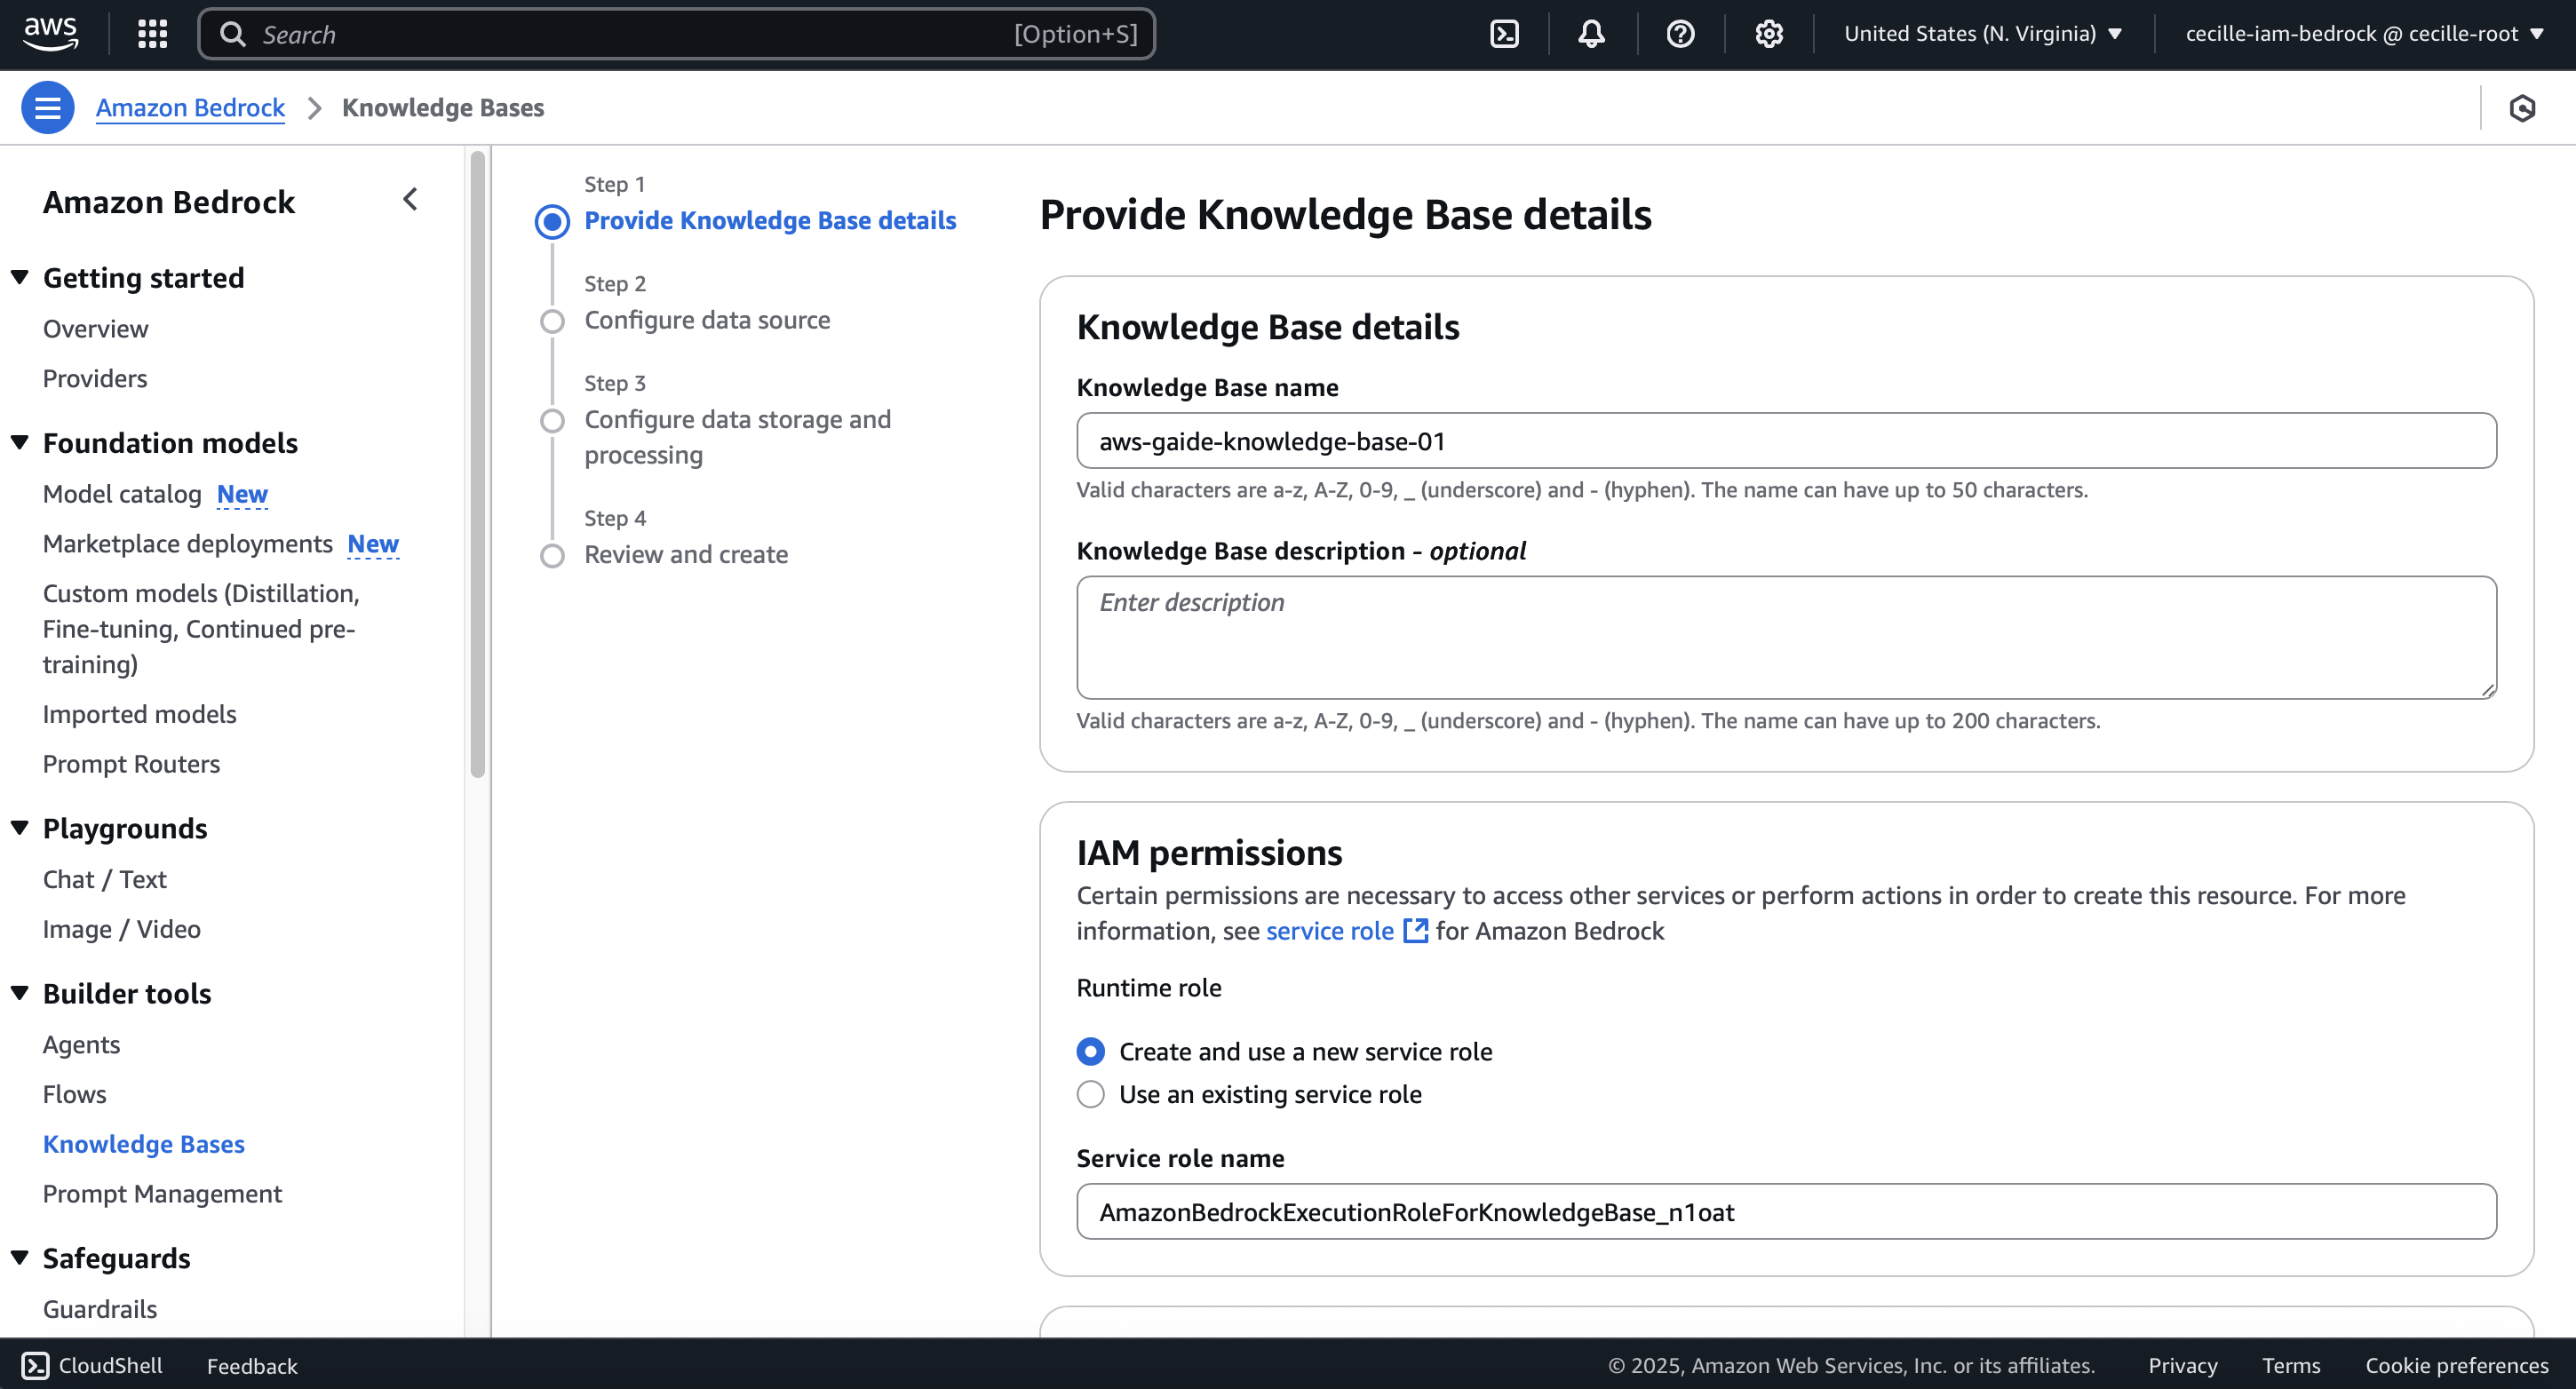 aws
Search
[Option+S]
United States (N. Virginia)
cecille-iam-bedrock @ cecille-root
Amazon Bedrock
Knowledge Bases
Amazon Bedrock
Getting started
Overview
Providers
Foundation models
Model catalog New
Marketplace deployments New
Custom models (Distillation,
Fine-tuning, Continued pre-
training)
Imported models
Prompt Routers
Playgrounds
Chat / Text
Image / Video
Builder tools
Agents
Flows
Knowledge Bases
Prompt Management
Safeguards
Guardrails
Step 1
Provide Knowledge Base details
Step 2
Configure data source
Step 3
Configure data storage and
processing
Step 4
Review and create
Provide Knowledge Base details
Knowledge Base details
Knowledge Base name
aws-gaide-knowledge-base-01
Valid characters are a-z, A-Z, 0-9, _ (underscore) and - (hyphen). The name can have up to 50 characters.
Knowledge Base description - optional
Enter description
Valid characters are a-z, A-Z, 0-9, _ (underscore) and - (hyphen). The name can have up to 200 characters.
IAM permissions
Certain permissions are necessary to access other services or perform actions in order to create this resource. For more
information, see service role for Amazon Bedrock
Runtime role
Create and use a new service role
Use an existing service role
Service role name
AmazonBedrockExecutionRoleForKnowledgeBase_n1oat
CloudShell
Feedback
© 2025, Amazon Web Services, Inc. or its affiliates.
Privacy
Terms
Cookie preferences